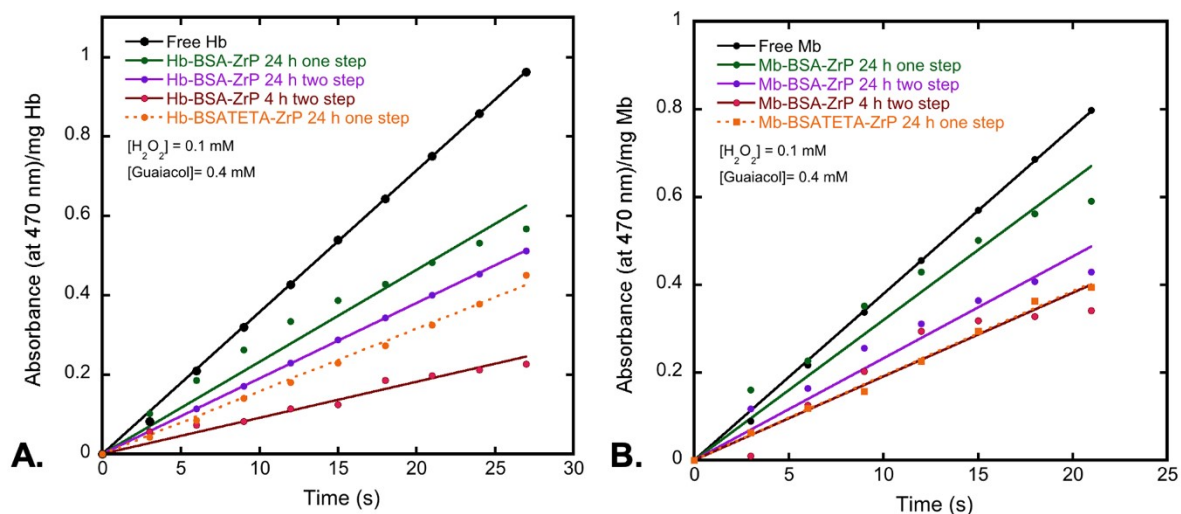 1
0.8
0.6
0.4
0.2
0
Absorbance (at 470 nm)/mg Hb
Free Hb
Hb-BSA-ZrP 24 h one step
Hb-BSA-ZrP 24 h two step
Hb-BSA-ZrP 4 h two step
Hb-BSATETA-ZrP 24 h one step
[H₂O₂] = 0.1 mM
[Guaiacol]= 0.4 mM
0 5 10 15 20 25 30
Time (s)
A.
1
0.8
0.6
0.4
0.2
0
Absorbance (at 470 nm)/mg Mb
Free Mb
Mb-BSA-ZrP 24 h one step
Mb-BSA-ZrP 24 h two step
Mb-BSA-ZrP 4 h two step
Mb-BSATETA-ZrP 24 h one step
[H₂O₂] = 0.1 mM
[Guaiacol]= 0.4 mM
0 5 10 15 20 25
Time (s)
B.